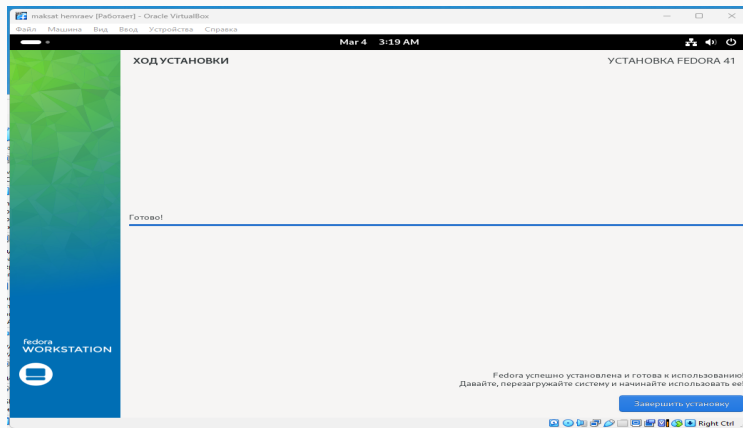 maksat hemraev [Работает] - Oracle VirtualBox
Файл Машина Вид Ввод Устройства Справка
Mar 4 3:19 AM
ХОД УСТАНОВКИ
УСТАНОВКА FEDORA 41
Готово!
fedora
WORKSTATION
Fedora успешно установлена и готова к использованию!
Давайте, перезагружайте систему и начинайте использовать ее!
Завершить установку
Right Ctrl